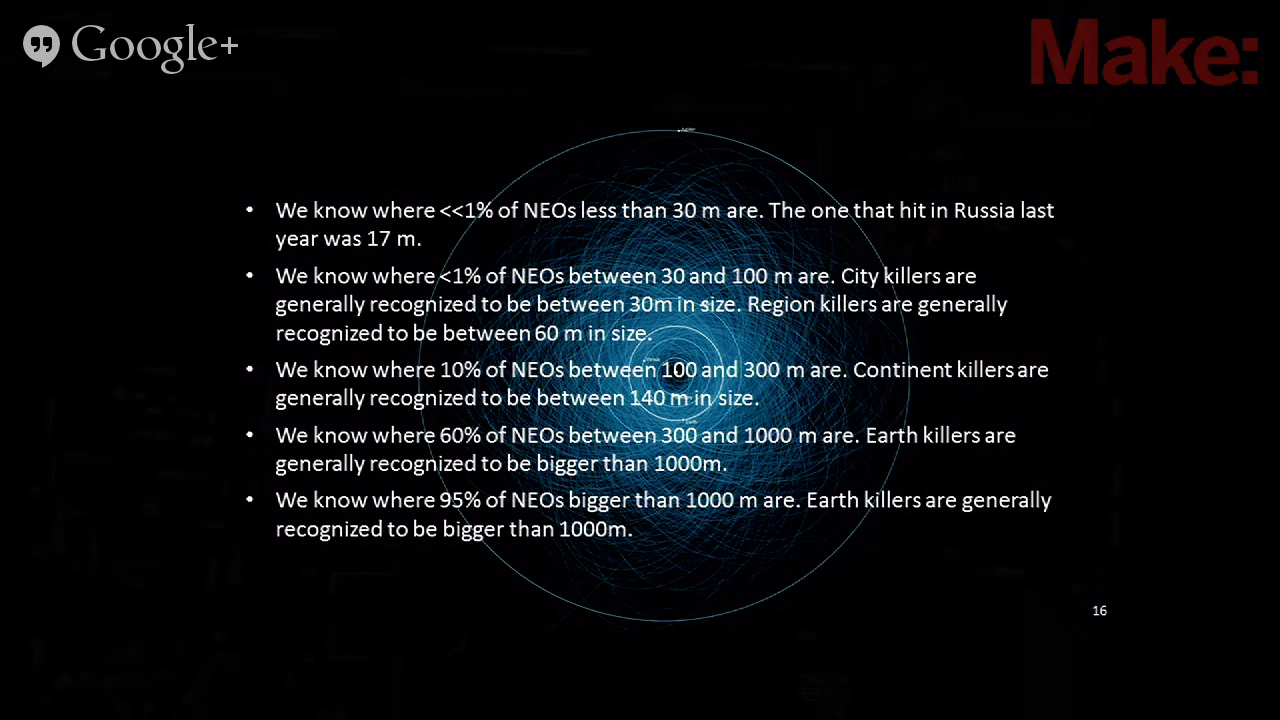 Google+
Make:
• We know where <<1% of NEOs less than 30 m are. The one that hit in Russia last
year was 17 m.
• We know where <1% of NEOs between 30 and 100 m are. City killers are
generally recognized to be between 30m in size. Region killers are generally
recognized to be between 60 m in size.
• We know where 10% of NEOs between 100 and 300 m are. Continent killers are
generally recognized to be between 140 m in size.
• We know where 60% of NEOs between 300 and 1000 m are. Earth killers are
generally recognized to be bigger than 1000m.
• We know where 95% of NEOs bigger than 1000 m are. Earth killers are generally
recognized to be bigger than 1000m.
16